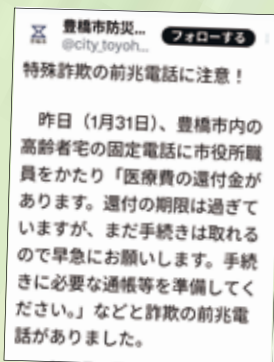 豊橋市防災...
@city_toyoh...
フォローする
特殊詐欺の前兆電話に注意！
昨日（1月31日）、豊橋市内の
高齢者宅の固定電話に市役所職
員をかたり「医療費の還付金が
あります。還付の期限は過ぎて
いますが、まだ手続きは取れる
ので早急にお願いします。手続
きに必要な通帳等を準備してく
ださい。」などと詐欺の前兆電
話がありました。